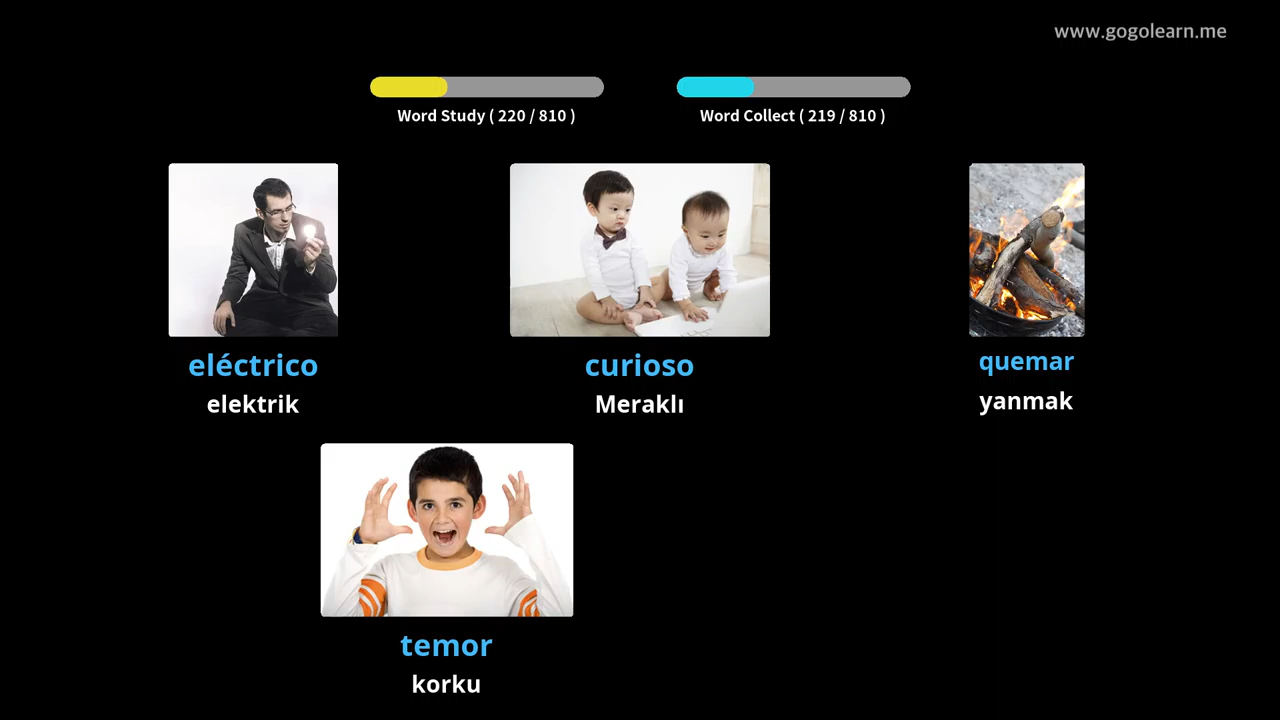 www.gogolearn.me
Word Study ( 220 / 810 )
Word Collect ( 219 / 810 )
eléctrico
elektrik
curioso
Meraklı
quemar
yanmak
temor
korku